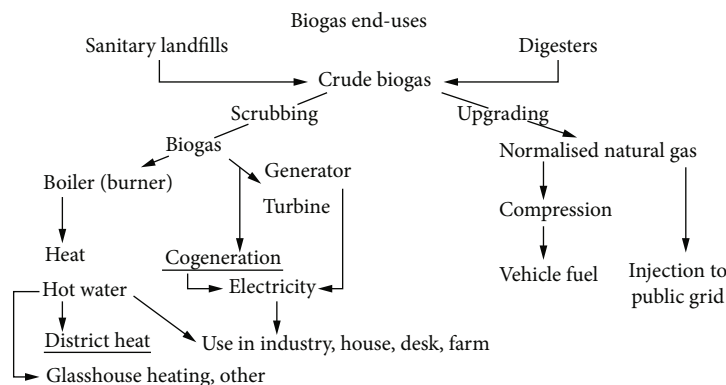 Biogas end-uses
Sanitary landfills
Digesters
Crude biogas
Scrubbing
Upgrading
Biogas
Normalised natural gas
Boiler (burner)
Generator
Turbine
Compression
Heat
Cogeneration
Vehicle fuel
Injection to
public grid
Hot water
Electricity
District heat
Use in industry, house, desk, farm
Glasshouse heating, other